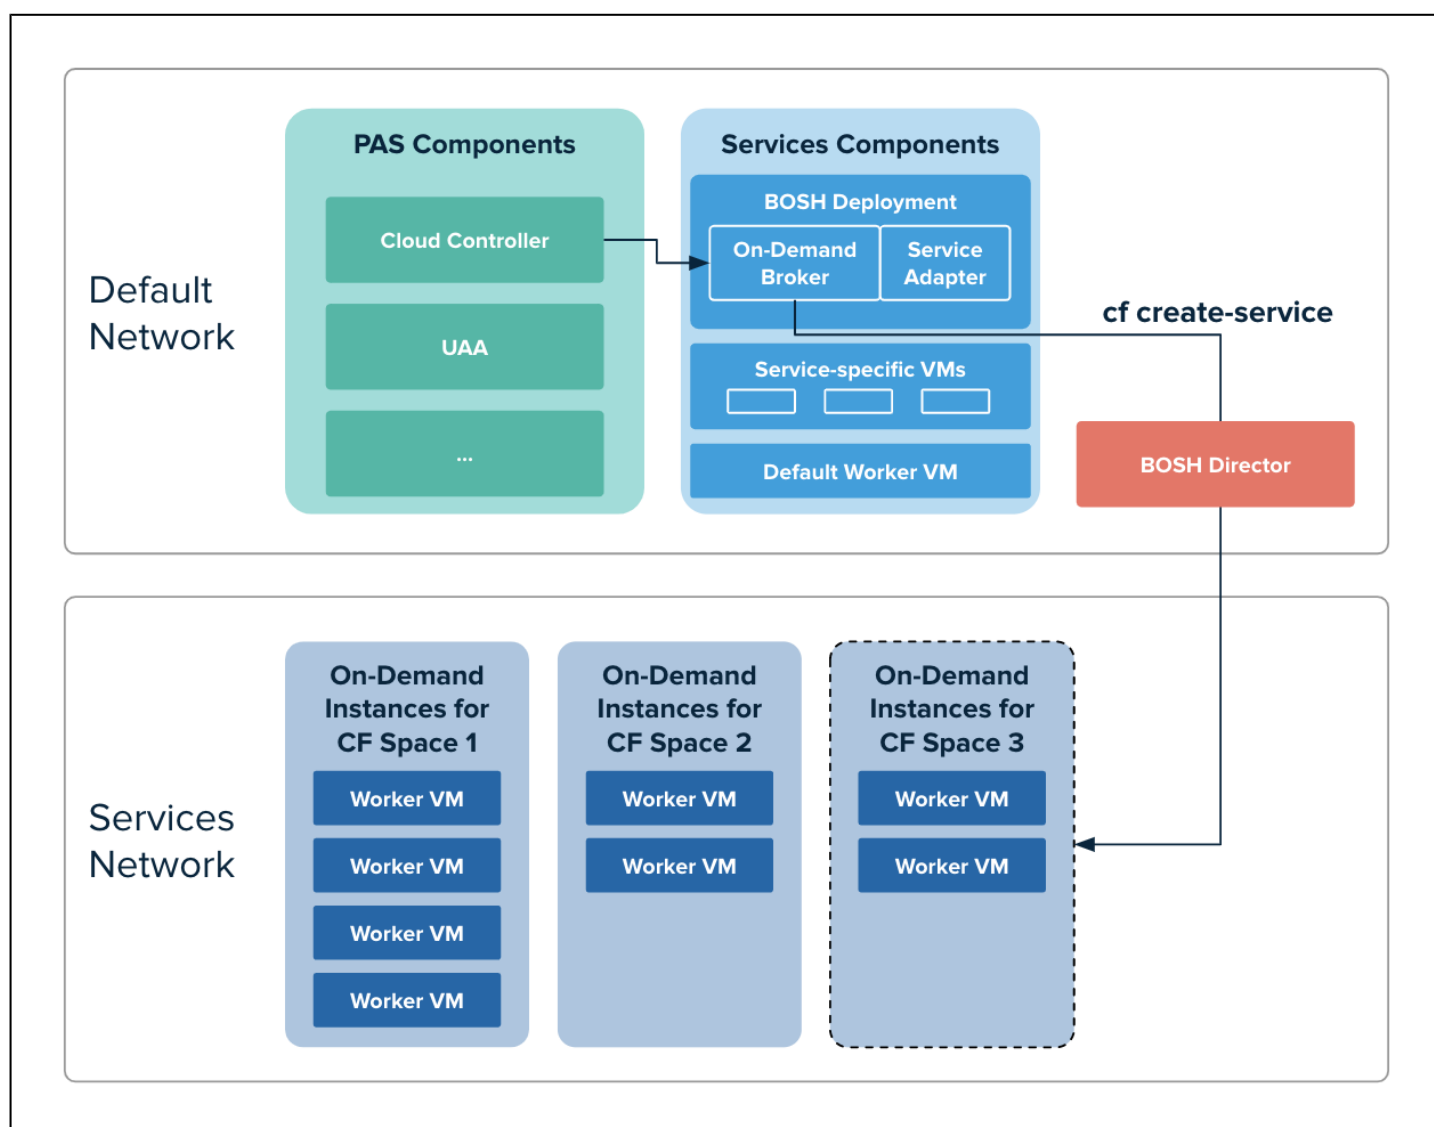 Default
Network
PAS Components
Cloud Controller
UAA
...
Services Components
BOSH Deployment
On-Demand
Broker
Service
Adapter
Service-specific VMs
Default Worker VM
cf create-service
BOSH Director
Services
Network
On-Demand
Instances for
CF Space 1
Worker VM
Worker VM
Worker VM
Worker VM
On-Demand
Instances for
CF Space 2
Worker VM
Worker VM
On-Demand
Instances for
CF Space 3
Worker VM
Worker VM